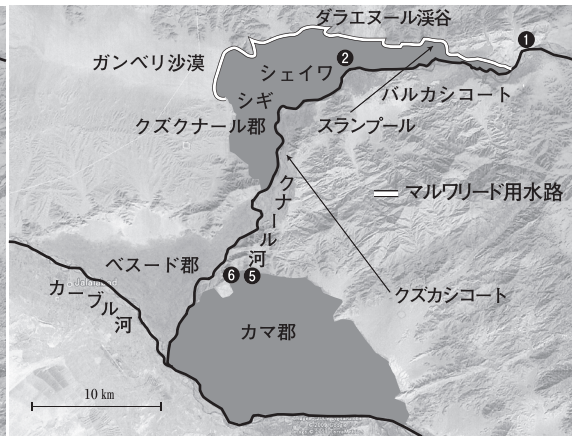 ダラエヌール渓谷
❶
ガンベリ沙漠
❷
シェイワ
バルカシコート
シギ
スランプール
クズクナール郡
マルワリード用水路
クナール河
ベスード郡
❻ ❺
クズカシコート
カーブル河
カマ郡
10 km